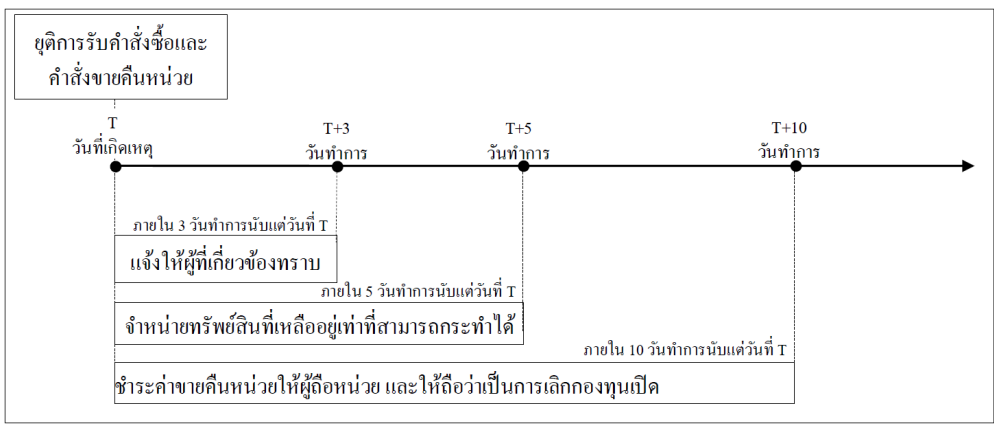 ยุติการรับคำสั่งซื้อและ
คำสั่งขายคืนหน่วย
T
วันที่เกิดเหตุ
T+3
วันทำการ
T+5
วันทำการ
T+10
วันทำการ
ภายใน 3 วันทำการนับแต่วันที่ T
แจ้งให้ผู้ที่เกี่ยวข้องทราบ
ภายใน 5 วันทำการนับแต่วันที่ T
จำหน่ายทรัพย์สินที่เหลืออยู่เท่าที่สามารถกระทำได้
ภายใน 10 วันทำการนับแต่วันที่ T
ชำระค่าขายคืนหน่วยให้ผู้ถือหน่วย และให้ถือว่าเป็นการเลิกกองทุนเปิด